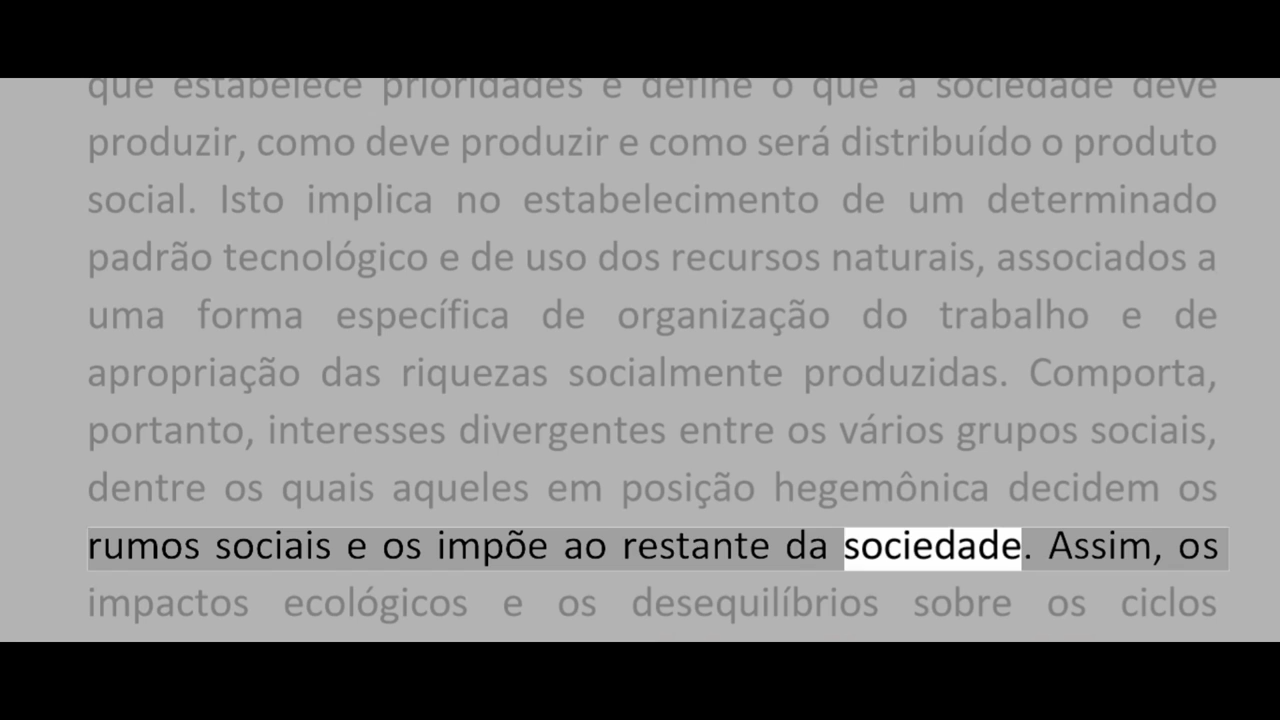 que estabelece prioridades e define o que a sociedade deve
produzir, como deve produzir e como será distribuído o produto
social. Isto implica no estabelecimento de um determinado
padrão tecnológico e de uso dos recursos naturais, associados a
uma forma específica de organização do trabalho e de
apropriação das riquezas socialmente produzidas. Comporta,
portanto, interesses divergentes entre os vários grupos sociais,
dentre os quais aqueles em posição hegemônica decidem os
rumos sociais e os impõe ao restante da sociedade. Assim, os
impactos ecológicos e os desequilíbrios sobre os ciclos